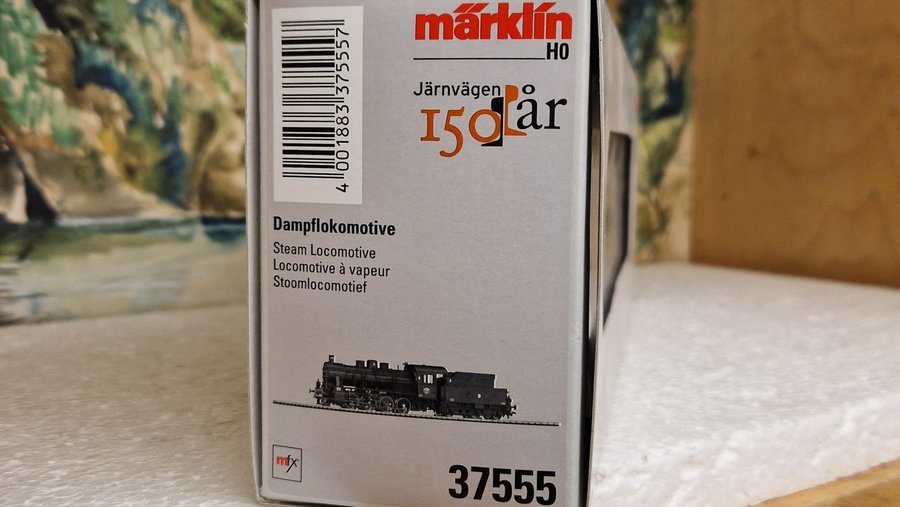 märklin
H0
Järnvägen
150 år
4 001883 375557
Dampflokomotive
Steam Locomotive
Locomotive à vapeur
Stoomlocomotief
mfx
37555